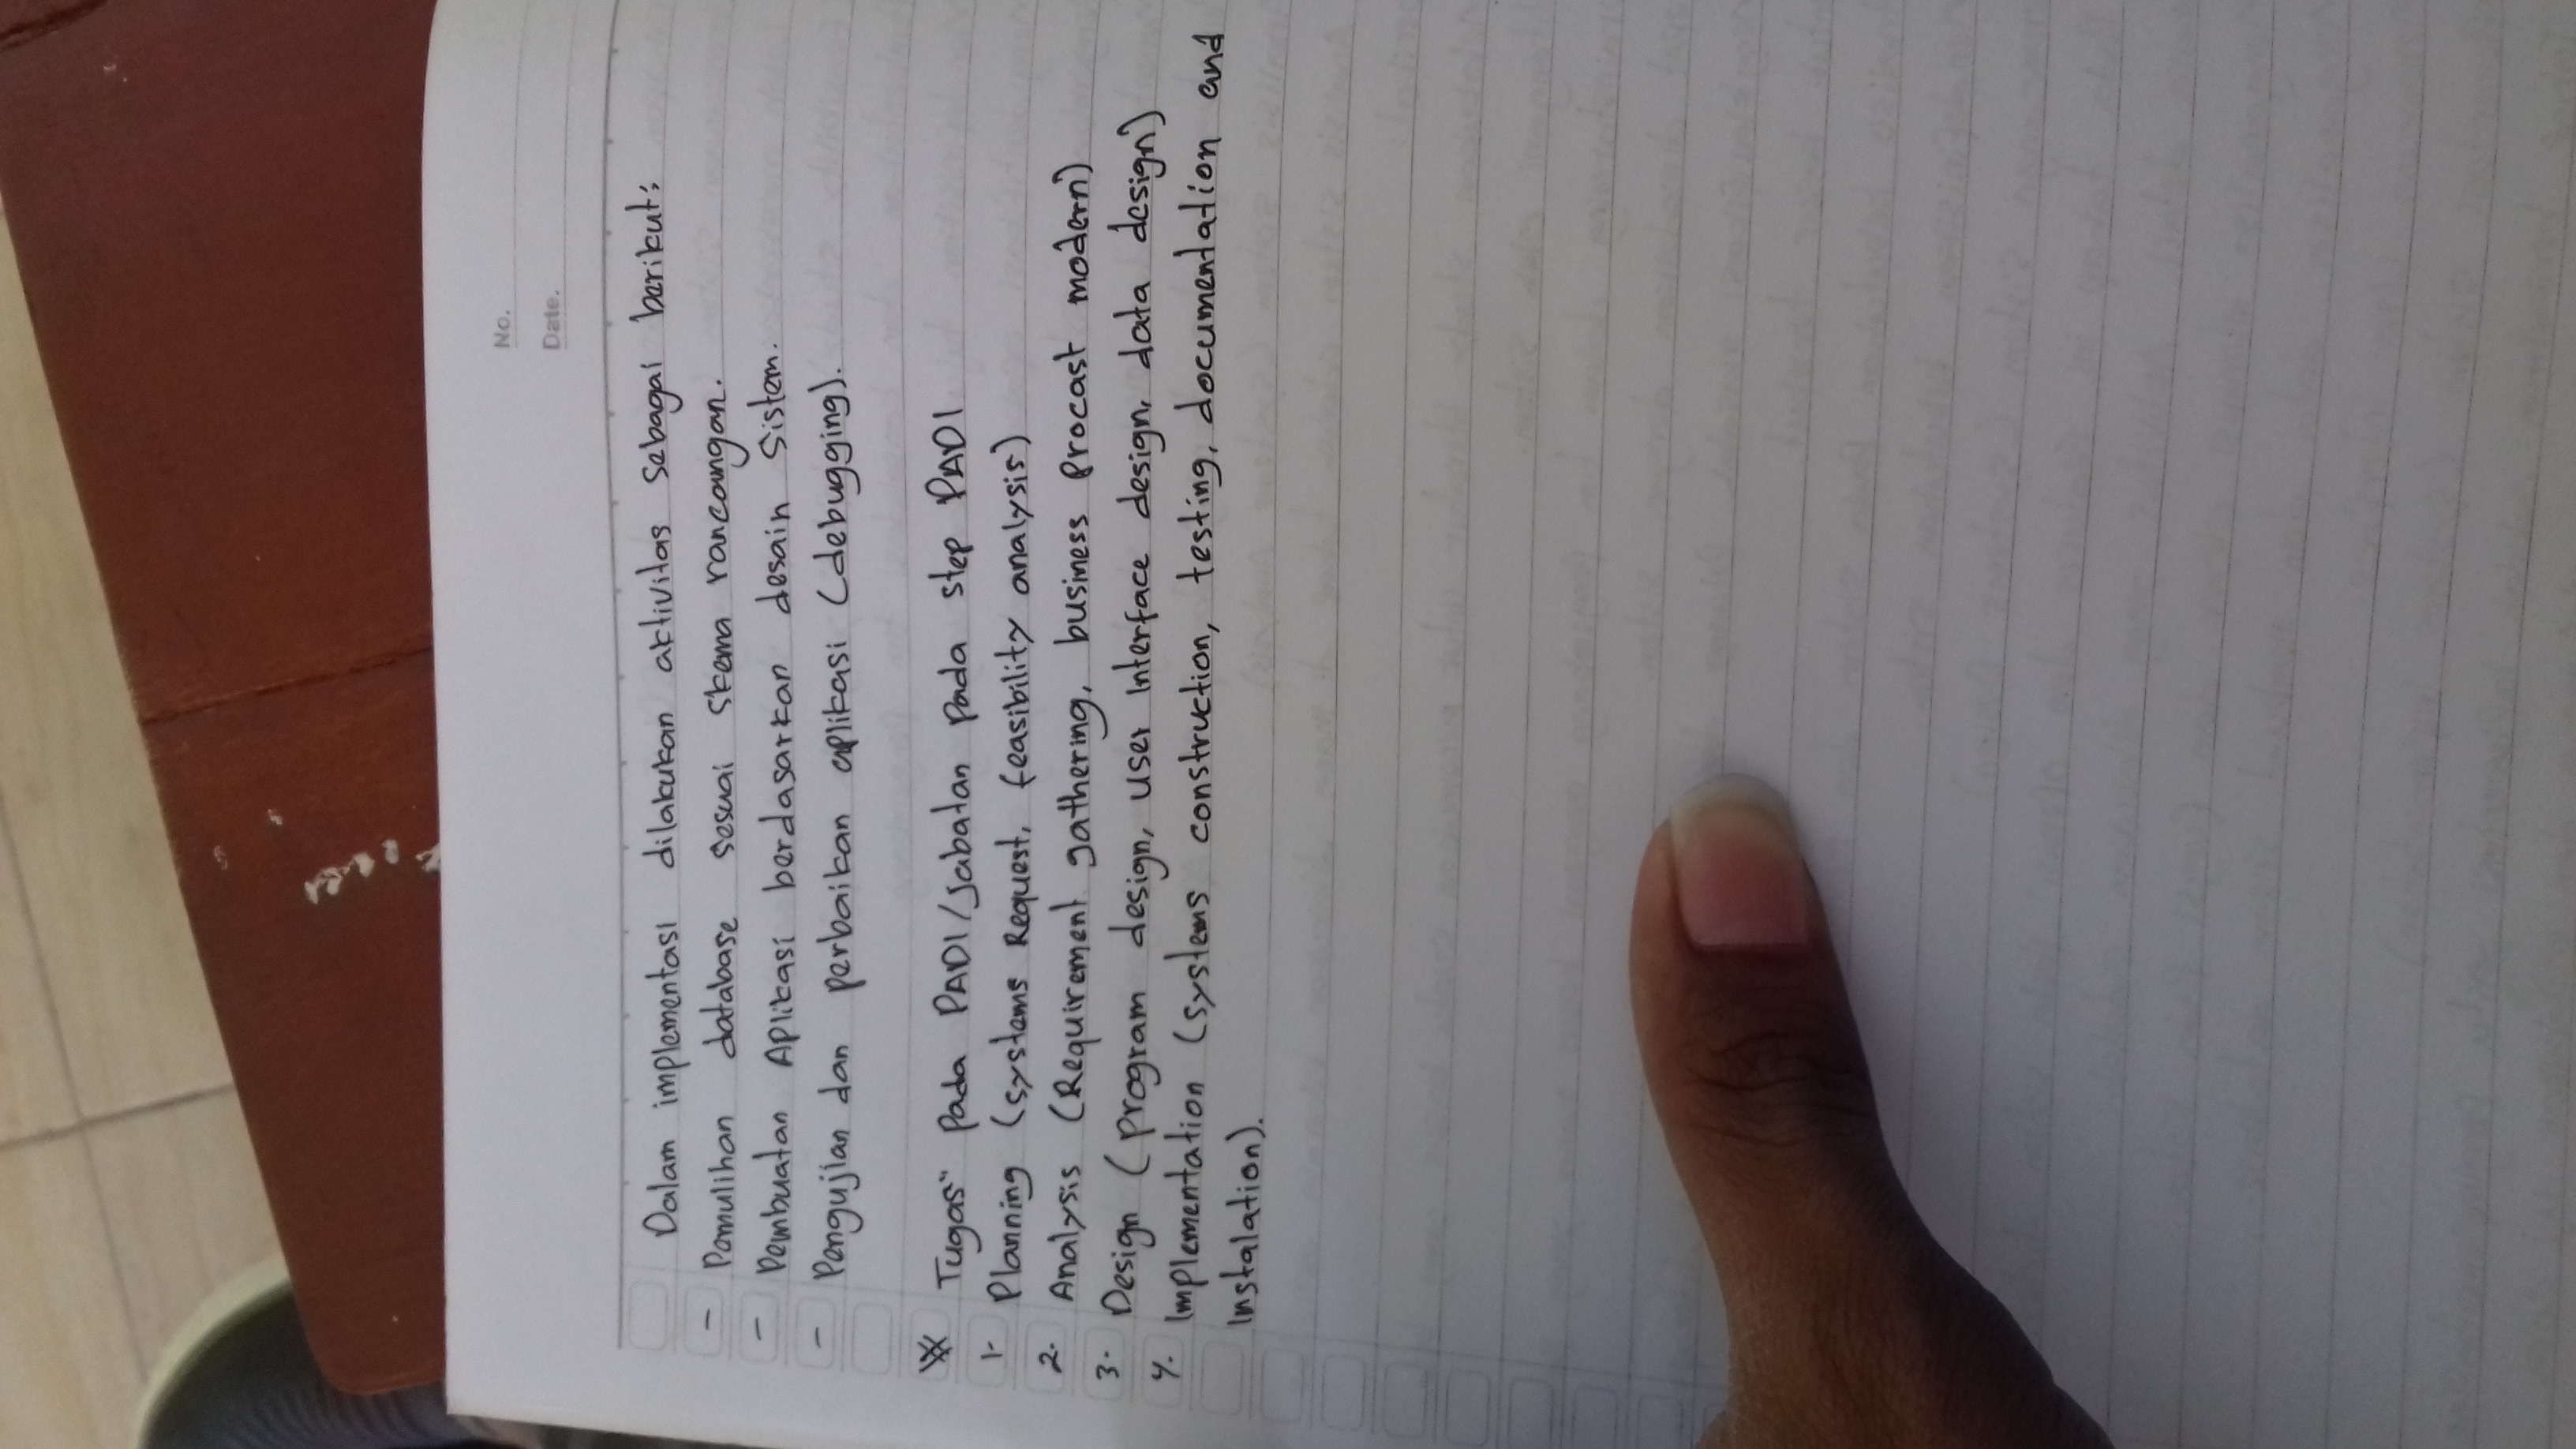 No.
Date.
Dalam implementasi dilakukan aktivitas sebagai berikut:
- Pemulihan database sesuai skema rancangan.
- Pembuatan Aplikasi berdasarkan desain sistem.
- Pengujian dan perbaikan aplikasi (debugging).
※ Tugas" pada PADI/jabatan pada step PADI
1. Planning (systems Request, feasibility analysis)
2. Analysis (Requirement gathering, business Procast modern)
3. Design (program design, user Interface design, data design)
4. Implementation (systems construction, testing, documentation and
Instalation).